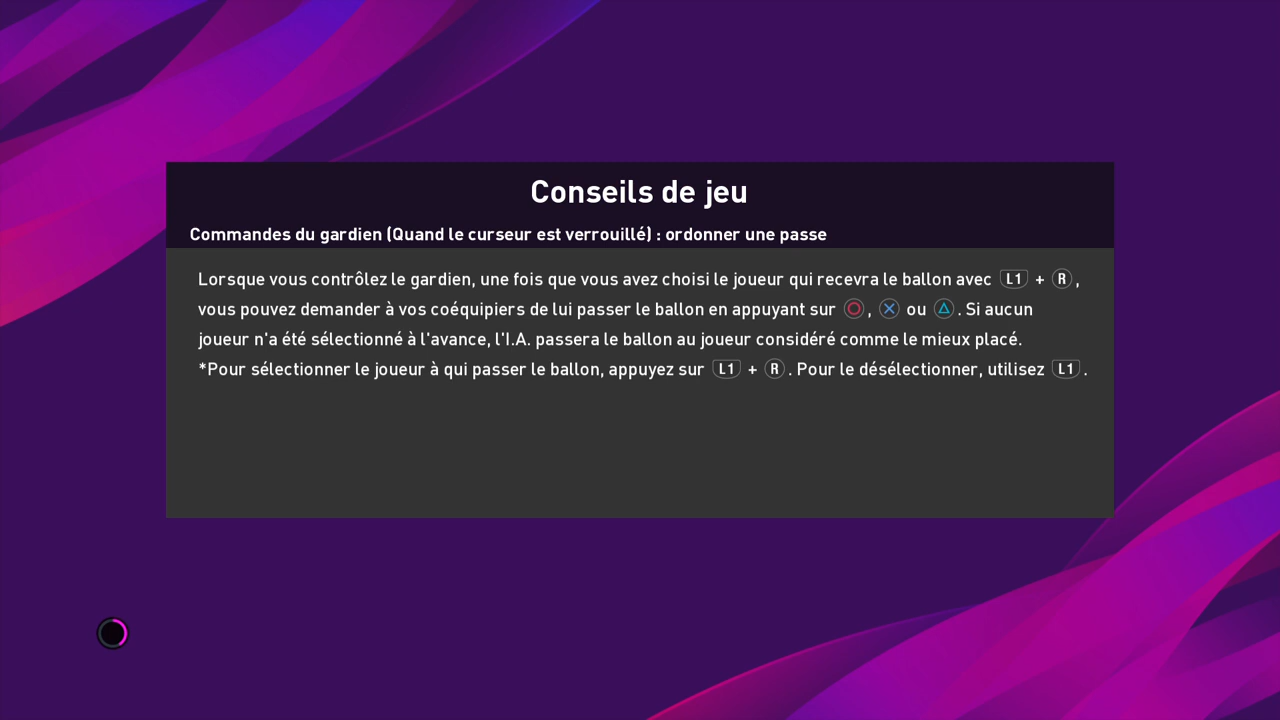 Conseils de jeu
Commandes du gardien (Quand le curseur est verrouillé) : ordonner une passe
Lorsque vous contrôlez le gardien, une fois que vous avez choisi le joueur qui recevra le ballon avec L1 + R,
vous pouvez demander à vos coéquipiers de lui passer le ballon en appuyant sur ○, ✕ ou △. Si aucun
joueur n'a été sélectionné à l'avance, l'I.A. passera le ballon au joueur considéré comme le mieux placé.
*Pour sélectionner le joueur à qui passer le ballon, appuyez sur L1 + R. Pour le désélectionner, utilisez L1.